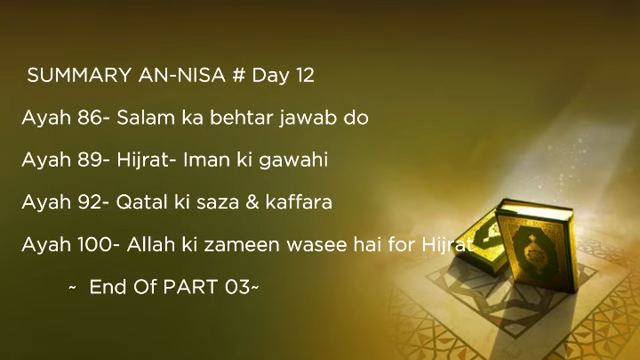 SUMMARY AN-NISA # Day 12
Ayah 86- Salam ka behtar jawab do
Ayah 89- Hijrat- Iman ki gawahi
Ayah 92- Qatal ki saza & kaffara
Ayah 100- Allah ki zameen wasee hai for Hijrat
~ End Of PART 03~